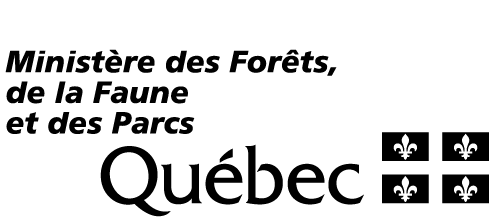 Ministère des Forêts,
de la Faune
et des Parcs
Québec